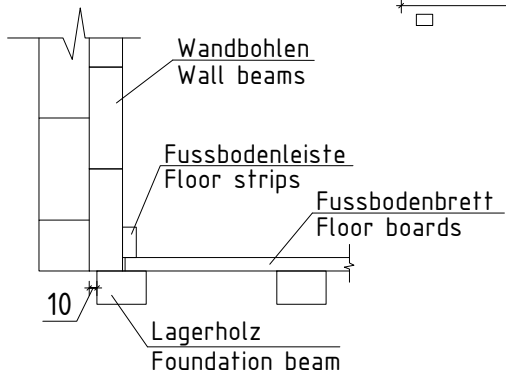 Wandbohlen
Wall beams
Fussbodenleiste
Floor strips
Fussbodenbrett
Floor boards
10
Lagerholz
Foundation beam